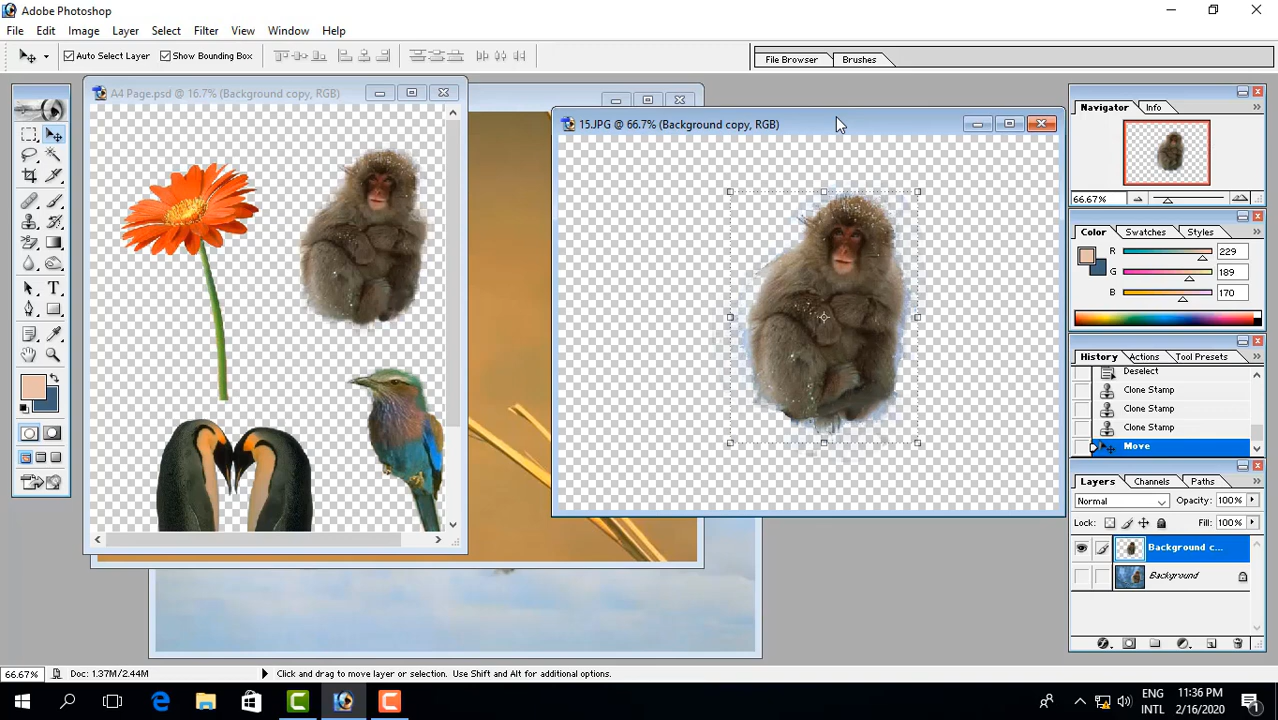 Adobe Photoshop
File Edit Image Layer Select Filter View Window Help
Auto Select Layer Show Bounding Box File Browser Brushes
A4 Page.psd @ 16.7% (Background copy, RGB)
15.JPG @ 66.7% (Background copy, RGB)
Navigator Info
66.67%
Color Swatches Styles
R 229
G 189
B 170
History Actions Tool Presets
Deselect
Clone Stamp
Clone Stamp
Clone Stamp
Move
Layers Channels Paths
Normal Opacity: 100%
Lock: Fill: 100%
Background c...
Background
66.67% Doc: 1.37M/2.44M Click and drag to move layer or selection. Use Shift and Alt for additional options.
ENG
INTL
11:36 PM
2/16/2020
1